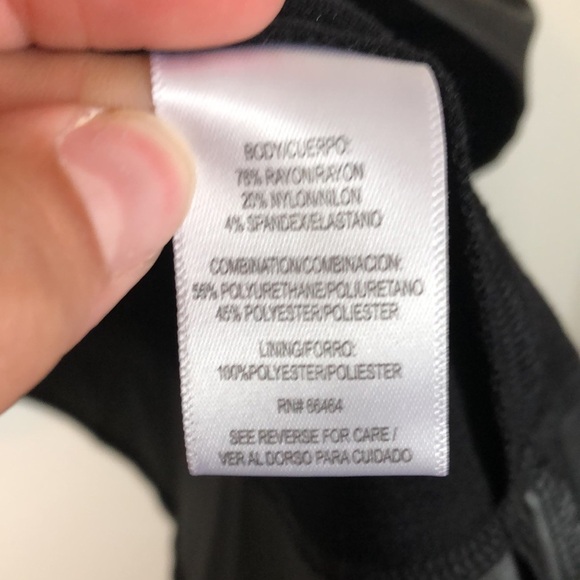 BODY/CUERPO:
76% RAYON/RAYON
20% NYLON/NILON
4% SPANDEX/ELASTANO
COMBINATION/COMBINACION:
55% POLYURETHANE/POLIURETANO
45% POLYESTER/POLIESTER
LINING/FORRO:
100%POLYESTER/POLIESTER
RN# 66464
SEE REVERSE FOR CARE /
VER AL DORSO PARA CUIDADO